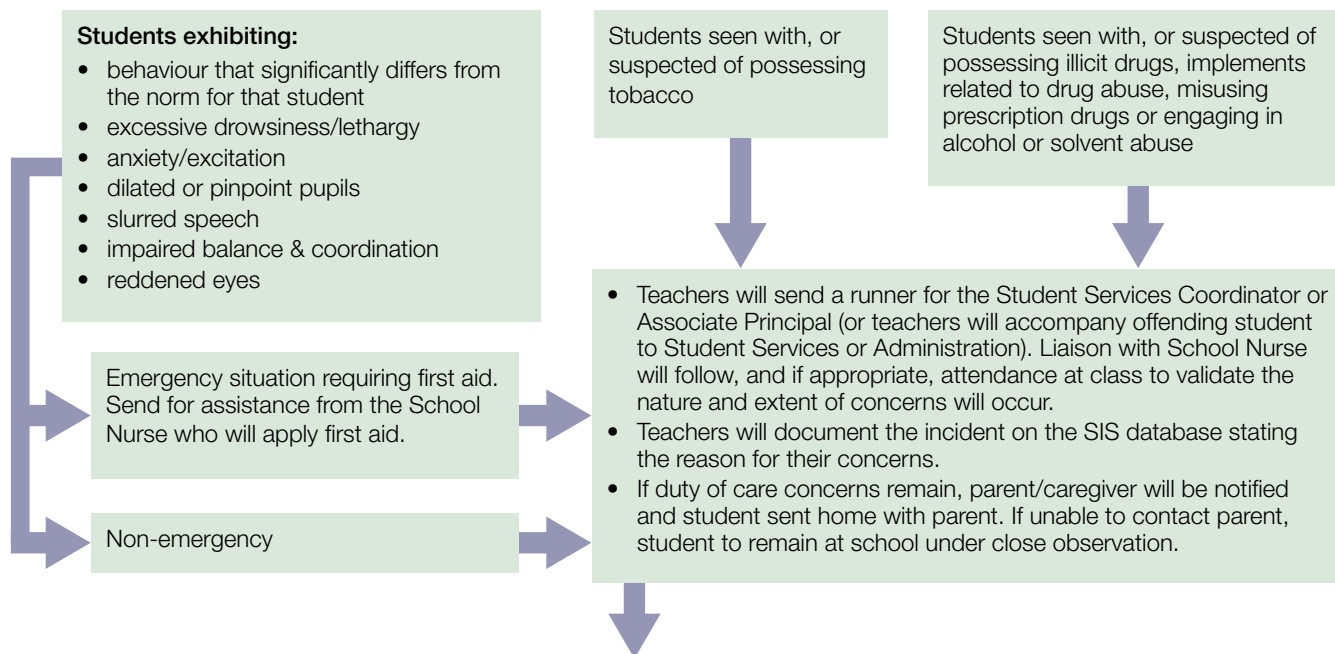 Students exhibiting:
• behaviour that significantly differs from
the norm for that student
• excessive drowsiness/lethargy
• anxiety/excitation
• dilated or pinpoint pupils
• slurred speech
• impaired balance & coordination
• reddened eyes
Students seen with, or
suspected of possessing
tobacco
Students seen with, or suspected of
possessing illicit drugs, implements
related to drug abuse, misusing
prescription drugs or engaging in
alcohol or solvent abuse
Emergency situation requiring first aid.
Send for assistance from the School
Nurse who will apply first aid.
Non-emergency
• Teachers will send a runner for the Student Services Coordinator or
Associate Principal (or teachers will accompany offending student
to Student Services or Administration). Liaison with School Nurse
will follow, and if appropriate, attendance at class to validate the
nature and extent of concerns will occur.
• Teachers will document the incident on the SIS database stating
the reason for their concerns.
• If duty of care concerns remain, parent/caregiver will be notified
and student sent home with parent. If unable to contact parent,
student to remain at school under close observation.